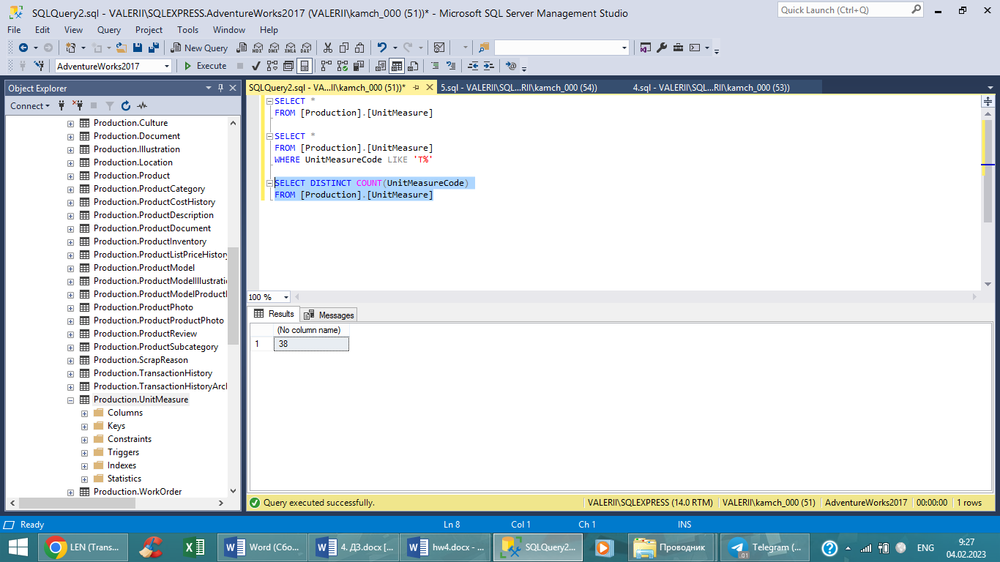 SQLQuery2.sql - VALERII\SQLEXPRESS.AdventureWorks2017 (VALERII\kamch_000 (51))* - Microsoft SQL Server Management Studio
Quick Launch (Ctrl+Q)
File Edit View Query Project Tools Window Help
New Query MDX DMX XMLA DAX
AdventureWorks2017 Execute
Object Explorer
Connect
Production.Culture
Production.Document
Production.Illustration
Production.Location
Production.Product
Production.ProductCategory
Production.ProductCostHistory
Production.ProductDescription
Production.ProductDocument
Production.ProductInventory
Production.ProductListPriceHistory
Production.ProductModel
Production.ProductModelIllustrati
Production.ProductModelProductI
Production.ProductPhoto
Production.ProductProductPhoto
Production.ProductReview
Production.ProductSubcategory
Production.ScrapReason
Production.TransactionHistory
Production.TransactionHistoryArcl
Production.UnitMeasure
Columns
Keys
Constraints
Triggers
Indexes
Statistics
Production.WorkOrder
SQLQuery2.sql - VA...II\kamch_000 (51))* 5.sql - VALERII\SQL...RII\kamch_000 (54)) 4.sql - VALERII\SQL...RII\kamch_000 (53))
SELECT *
FROM [Production].[UnitMeasure]
SELECT *
FROM [Production].[UnitMeasure]
WHERE UnitMeasureCode LIKE 'T%'
SELECT DISTINCT COUNT(UnitMeasureCode)
FROM [Production].[UnitMeasure]
100 %
Results Messages
(No column name)
1 38
Query executed successfully. VALERII\SQLEXPRESS (14.0 RTM) VALERII\kamch_000 (51) AdventureWorks2017 00:00:00 1 rows
Ready Ln 8 Col 1 Ch 1 INS
LEN (Trans... Word (Сбо... 4. ДЗ.docx [... hw4.docx - ... SQLQuery2... Проводник Telegram (... ENG 9:27
..01
04.02.2023